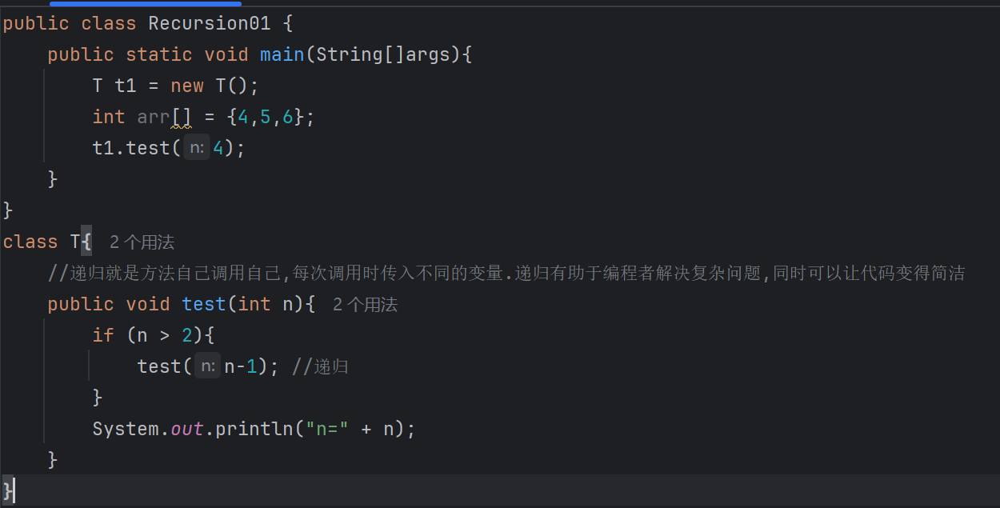 public class Recursion01 {
    public static void main(String[]args){
        T t1 = new T();
        int arr[] = {4,5,6};
        t1.test( n: 4);
    }
}
class T{ 2 个用法
    //递归就是方法自己调用自己,每次调用时传入不同的变量.递归有助于编程者解决复杂问题,同时可以让代码变得简洁
    public void test(int n){ 2 个用法
        if (n > 2){
            test( n: n-1); //递归
        }
        System.out.println("n=" + n);
    }
}